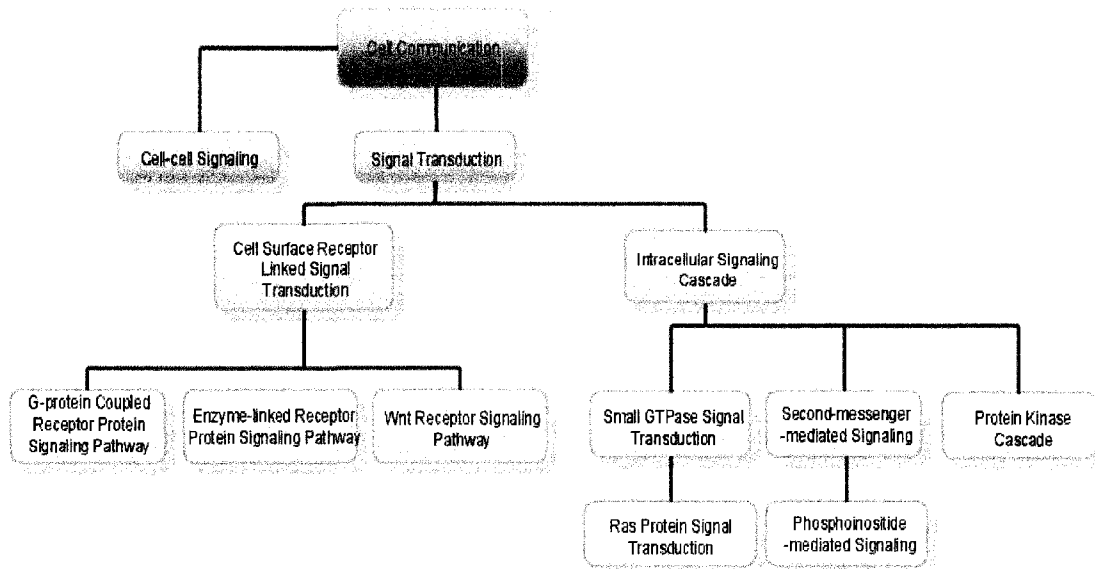 Cell Communication
Cell-cell Signaling
Signal Transduction
Cell Surface Receptor
Linked Signal
Transduction
Intracellular Signaling
Cascade
G-protein Coupled
Receptor Protein
Signaling Pathway
Enzyme-linked Receptor
Protein Signaling Pathway
Wnt Receptor Signaling
Pathway
Small GTPase Signal
Transduction
Second-messenger
-mediated Signaling
Protein Kinase
Cascade
Ras Protein Signal
Transduction
Phosphoinositide
-mediated Signaling